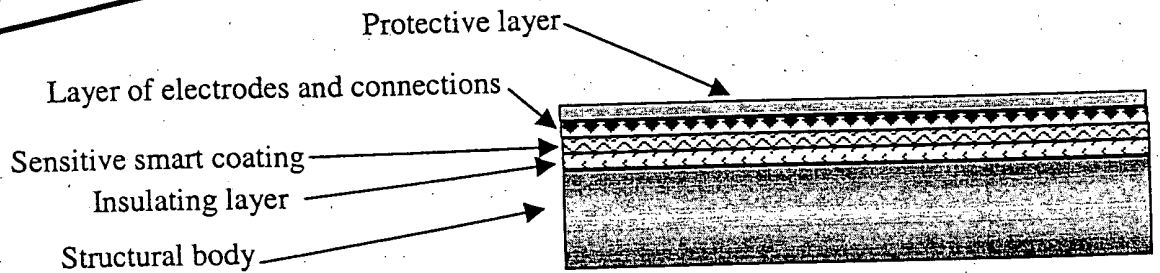 Protective layer
Layer of electrodes and connections
Sensitive smart coating
Insulating layer
Structural body